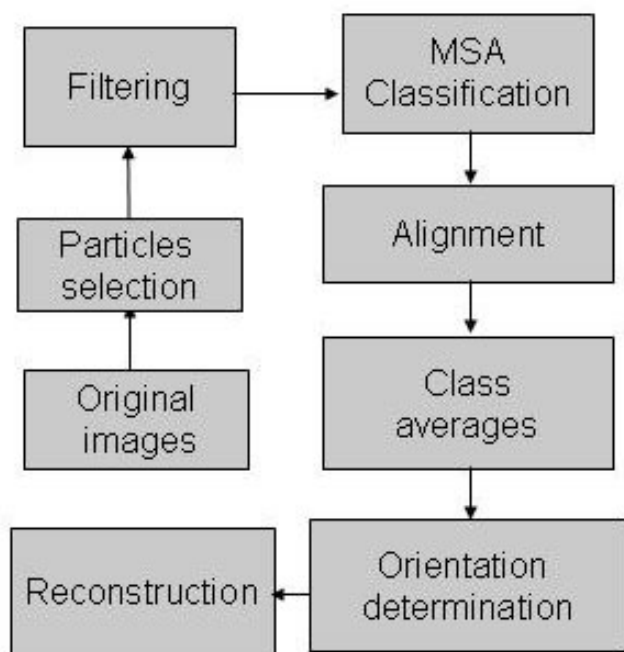 Original
images
Particles
selection
Filtering
MSA
Classification
Alignment
Class
averages
Orientation
determination
Reconstruction